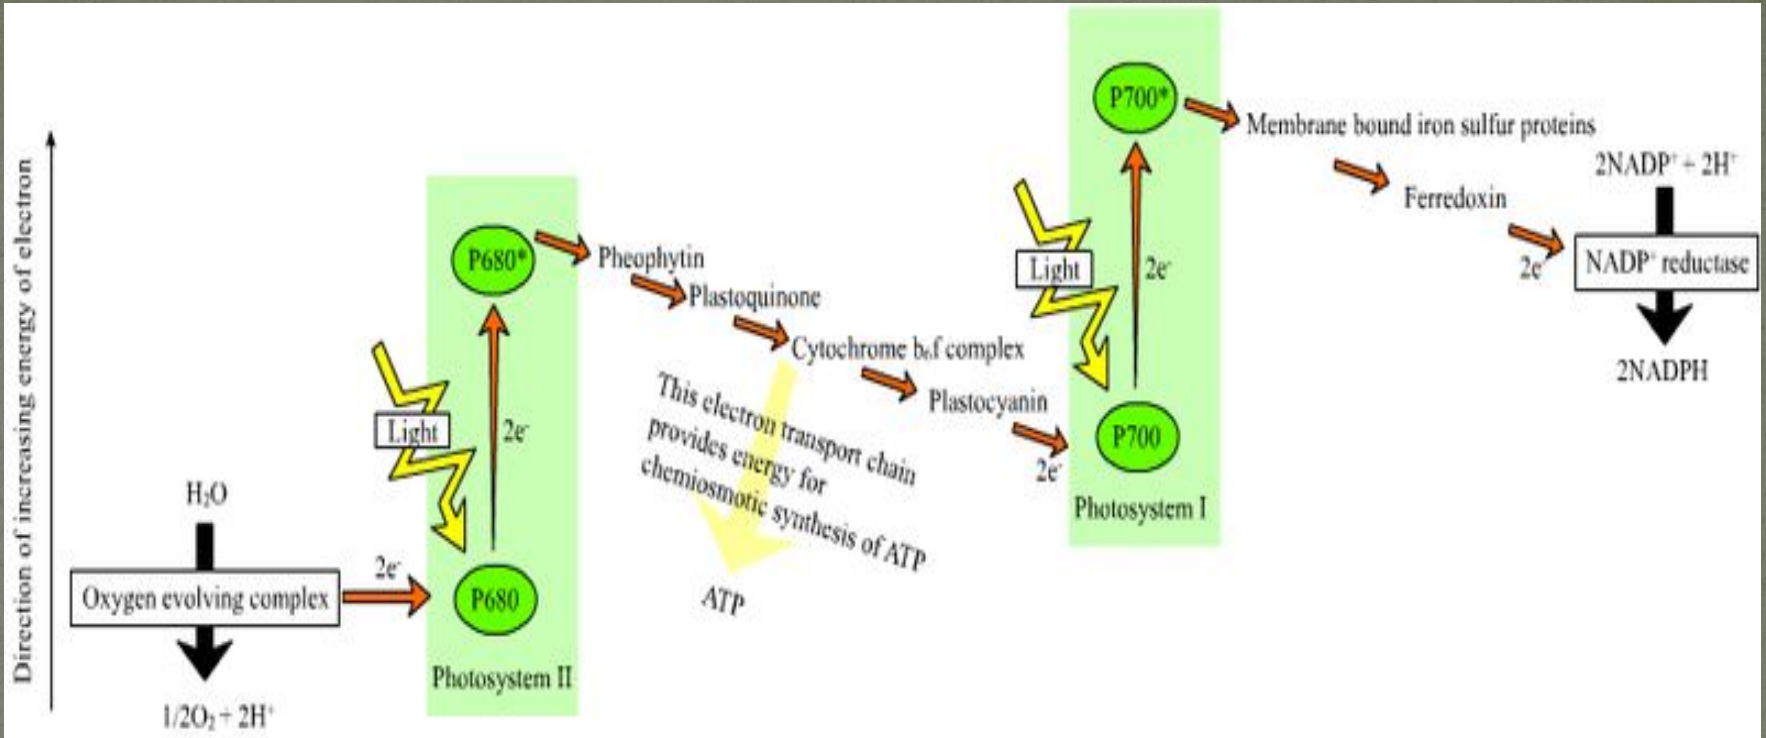 Direction of increasing energy of electron
H₂O
Oxygen evolving complex
1/2O₂ + 2H⁺
2e⁻
Light
P680*
2e⁻
P680
Photosystem II
Pheophytin
Plastoquinone
Cytochrome b₆f complex
Plastocyanin
2e⁻
This electron transport chain
provides energy for
chemiosmotic synthesis of ATP
ATP
Light
P700*
2e⁻
P700
Photosystem I
Membrane bound iron sulfur proteins
Ferredoxin
2e⁻
2NADP⁺ + 2H⁺
NADP⁺ reductase
2NADPH